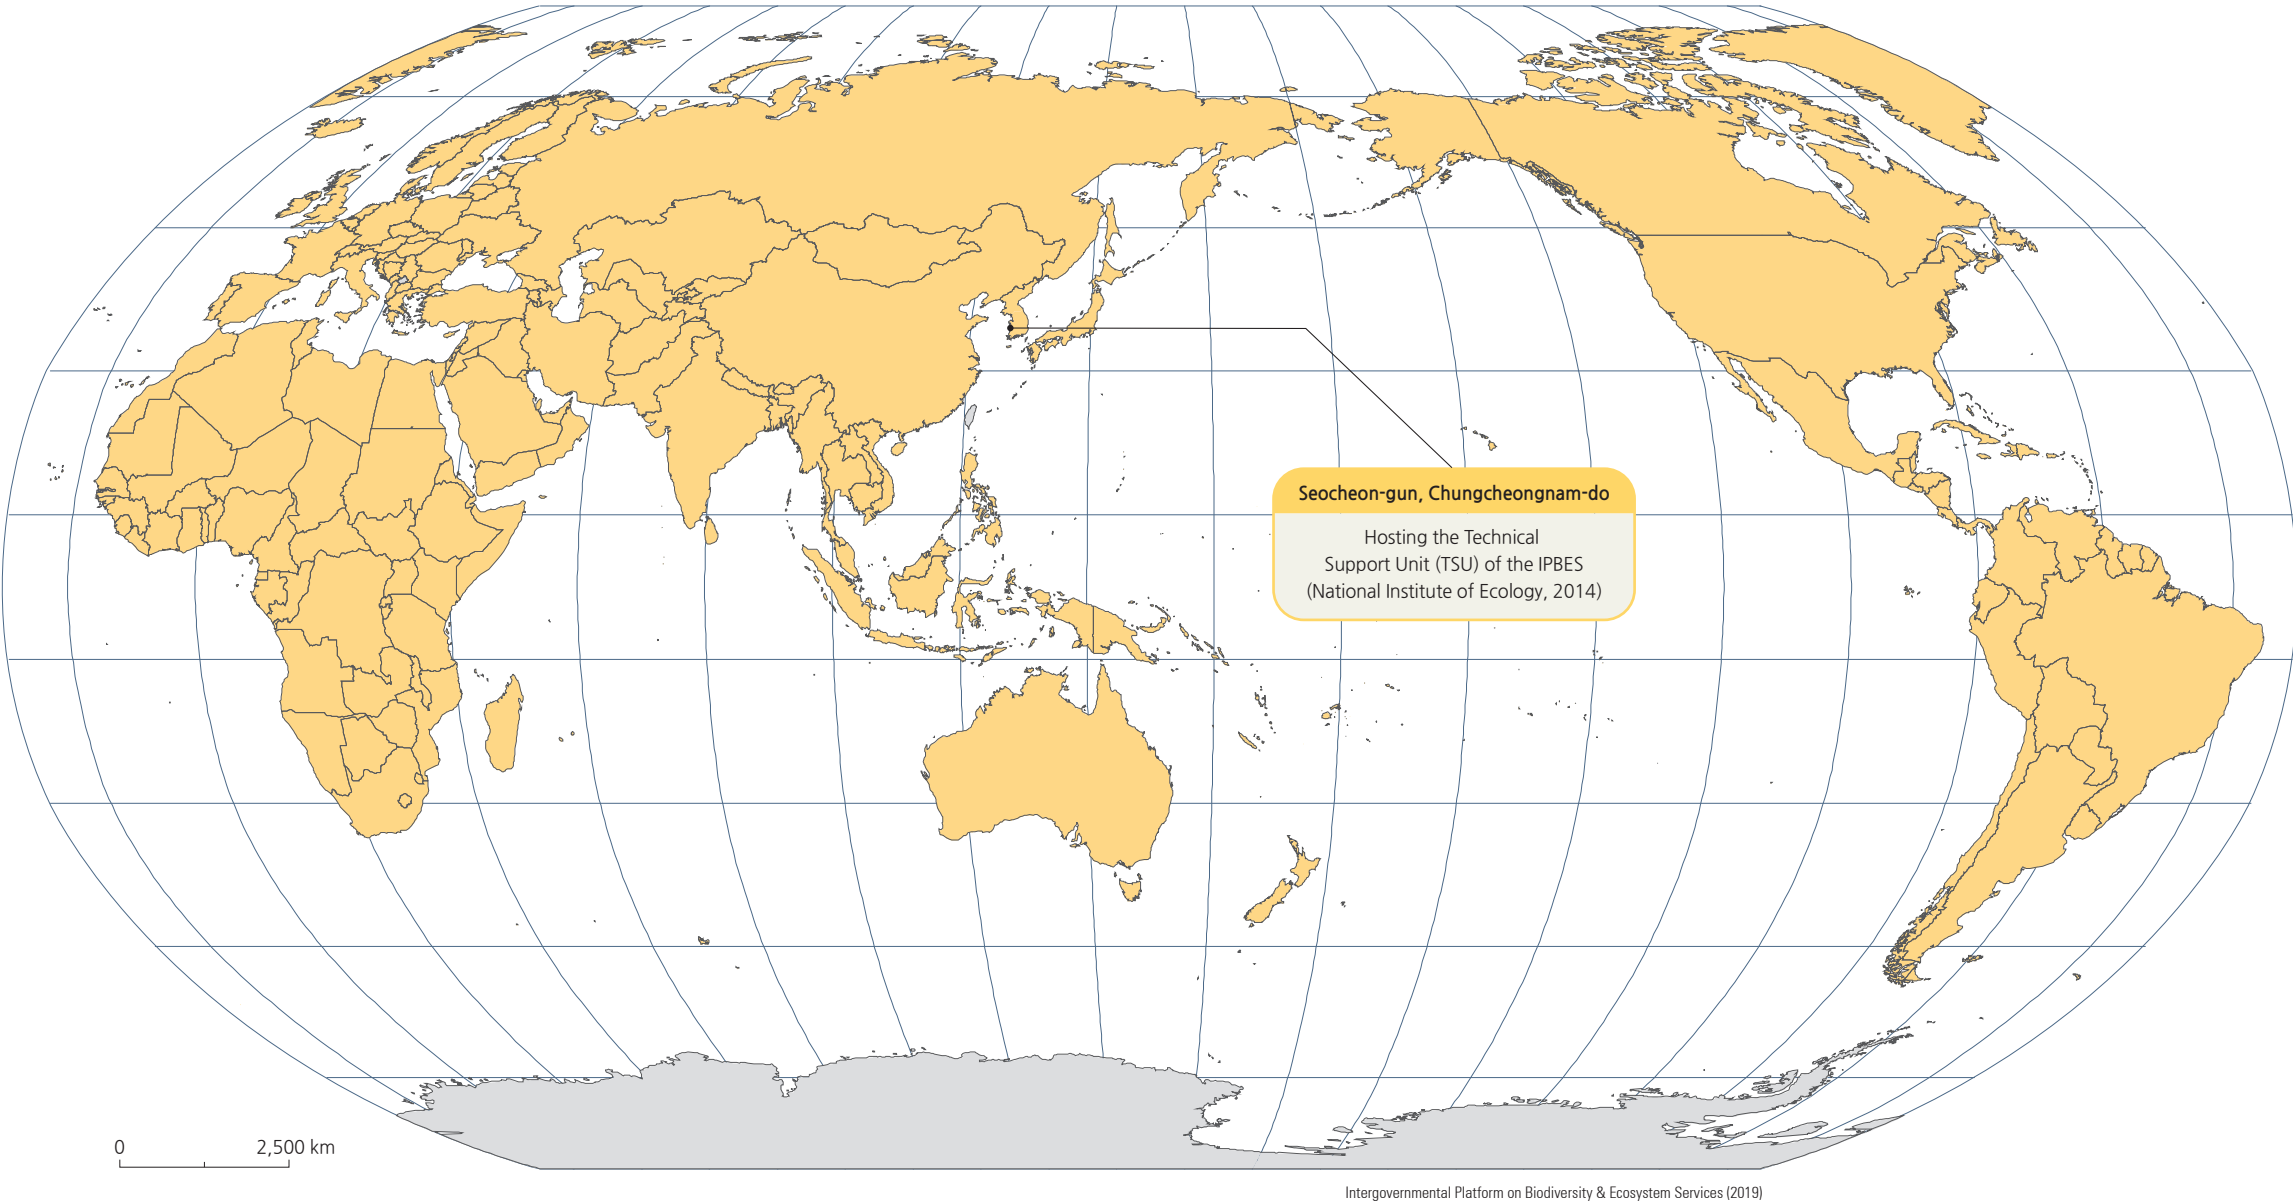 Seocheon-gun, Chungcheongnam-do
Hosting the Technical
Support Unit (TSU) of the IPBES
(National Institute of Ecology, 2014)
0 2,500 km
Intergovernmental Platform on Biodiversity & Ecosystem Services (2019)